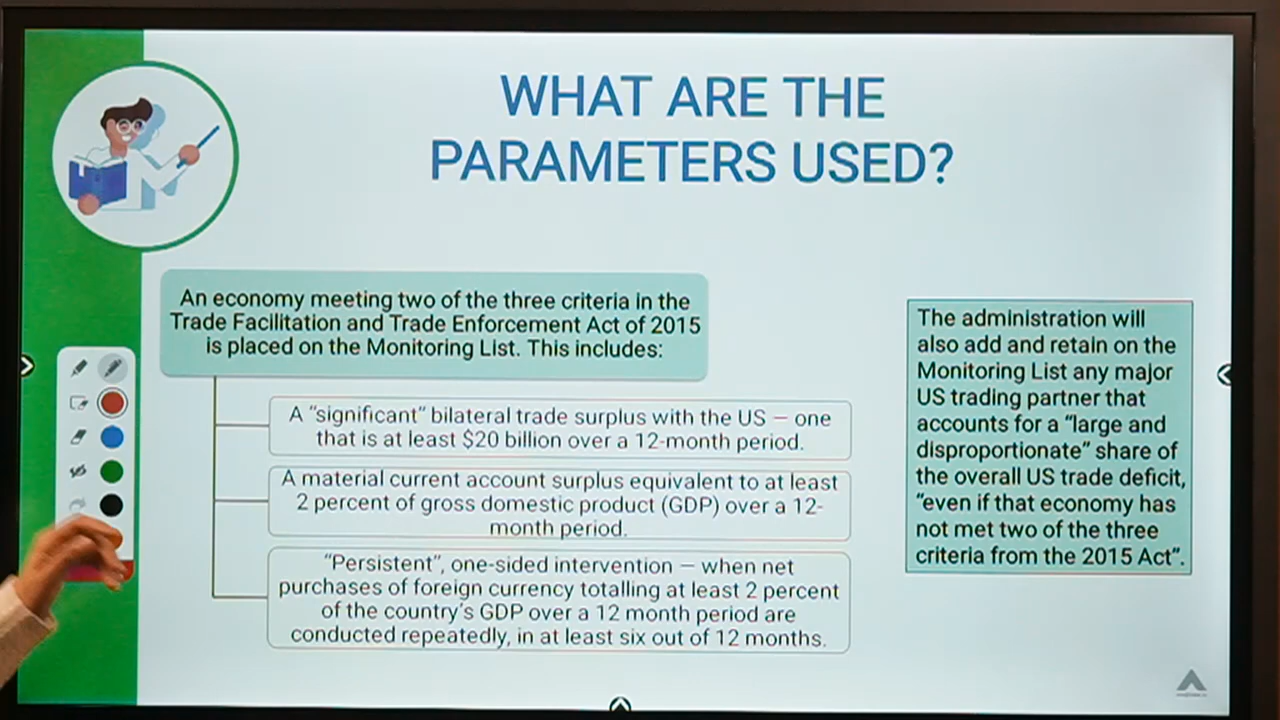 WHAT ARE THE
PARAMETERS USED?
An economy meeting two of the three criteria in the
Trade Facilitation and Trade Enforcement Act of 2015
is placed on the Monitoring List. This includes:
A “significant” bilateral trade surplus with the US – one
that is at least $20 billion over a 12-month period.
A material current account surplus equivalent to at least
2 percent of gross domestic product (GDP) over a 12-
month period.
“Persistent”, one-sided intervention – when net
purchases of foreign currency totalling at least 2 percent
of the country’s GDP over a 12 month period are
conducted repeatedly, in at least six out of 12 months.
The administration will
also add and retain on the
Monitoring List any major
US trading partner that
accounts for a “large and
disproportionate” share of
the overall US trade deficit,
“even if that economy has
not met two of the three
criteria from the 2015 Act”.